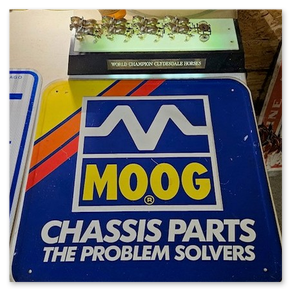 WORLD CHAMPION CLYDESDALE HORSES
MOOG
®
CHASSIS PARTS
THE PROBLEM SOLVERS